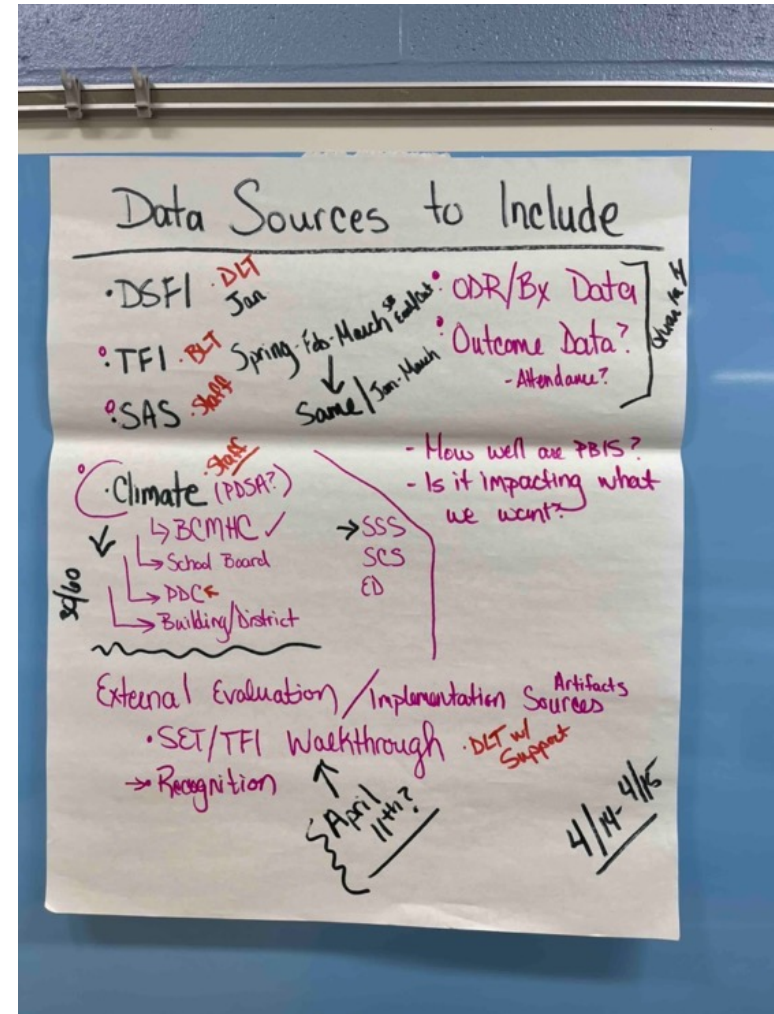 Data Sources to Include
·DSFI ·DLT
Jan
·TFI ·BLT Spring-Feb-March
Same/Jan-March
·SAS ·Staff
·ODR/Bx Data
·Outcome Data?
-Attendance?
·Staff
·Climate (PDSA?)
↳BCMHC ✓
↳School Board
↳PDC
↳Building/District
→SSS
SCS
ED
- How well are PBIS?
- Is it impacting what
we want?
External Evaluation/Implementation Sources
Artifacts
·SET/TFI Walkthrough ·DLT w/
Support
→Recognition
April
11th?
4/14-4/15